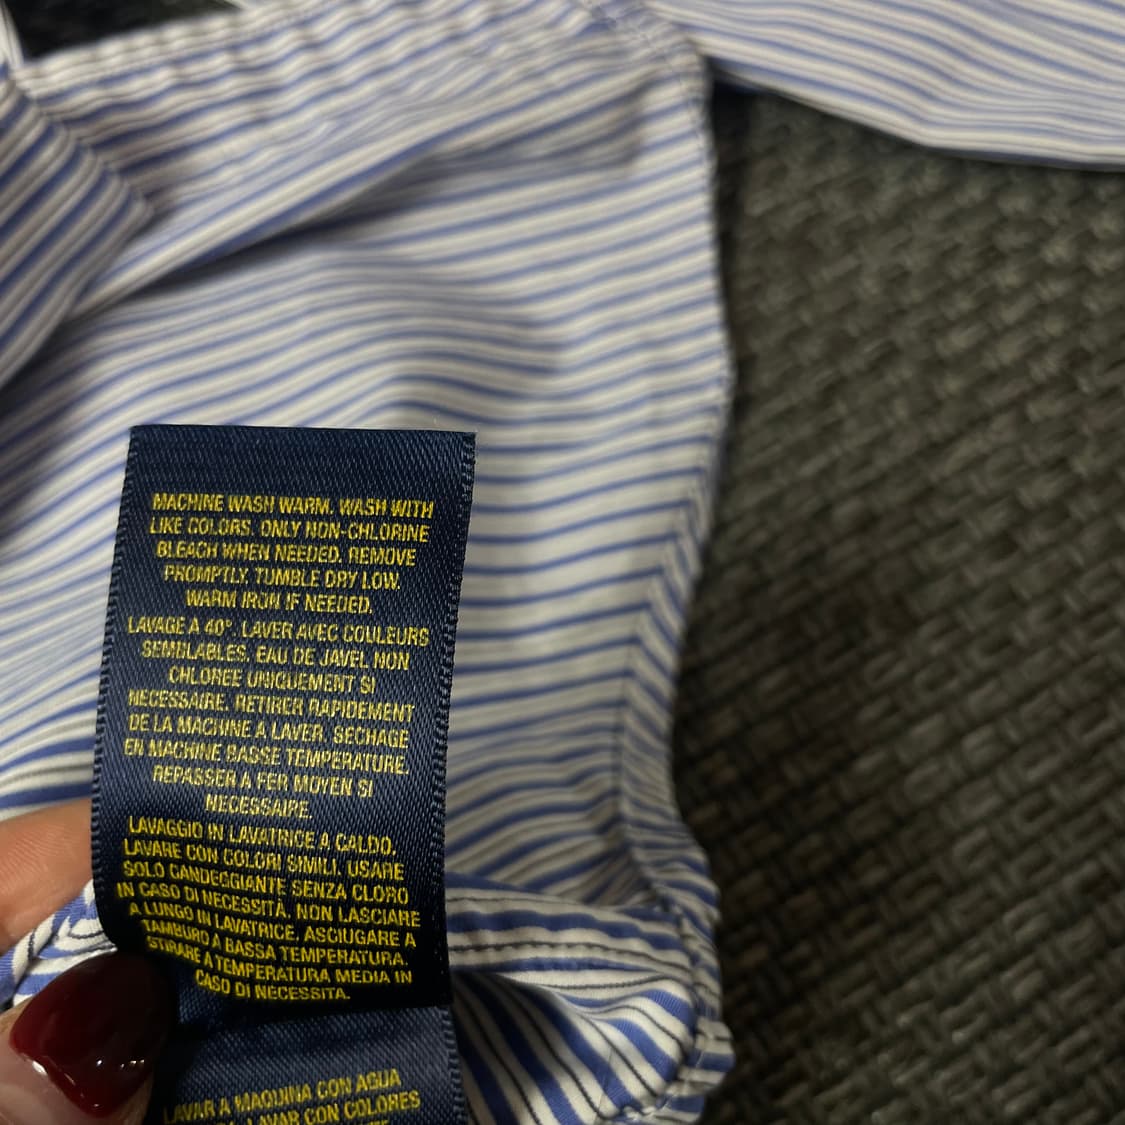 MACHINE WASH WARM. WASH WITH
LIKE COLORS. ONLY NON-CHLORINE
BLEACH WHEN NEEDED. REMOVE
PROMPTLY. TUMBLE DRY LOW.
WARM IRON IF NEEDED.
LAVAGE A 40°. LAVER AVEC COULEURS
SEMBLABLES. EAU DE JAVEL NON
CHLOREE UNIQUEMENT SI
NECESSAIRE. RETIRER RAPIDEMENT
DE LA MACHINE A LAVER. SECHAGE
EN MACHINE BASSE TEMPERATURE.
REPASSER A FER MOYEN SI
NECESSAIRE.
LAVAGGIO IN LAVATRICE A CALDO.
LAVARE CON COLORI SIMILI. USARE
SOLO CANDEGGIANTE SENZA CLORO
IN CASO DI NECESSITÀ. NON LASCIARE
A LUNGO IN LAVATRICE. ASCIUGARE A
TAMBURO A BASSA TEMPERATURA.
STIRARE A TEMPERATURA MEDIA IN
CASO DI NECESSITA.
LAVAR A MAQUINA CON AGUA
LAVAR CON COLORES